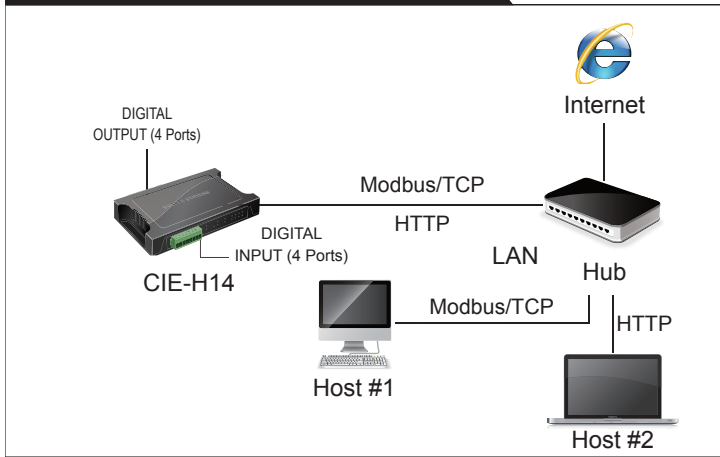 Internet
DIGITAL
OUTPUT (4 Ports)
Modbus/TCP
HTTP
DIGITAL
INPUT (4 Ports)
LAN
CIE-H14
Hub
Modbus/TCP
HTTP
Host #1
Host #2